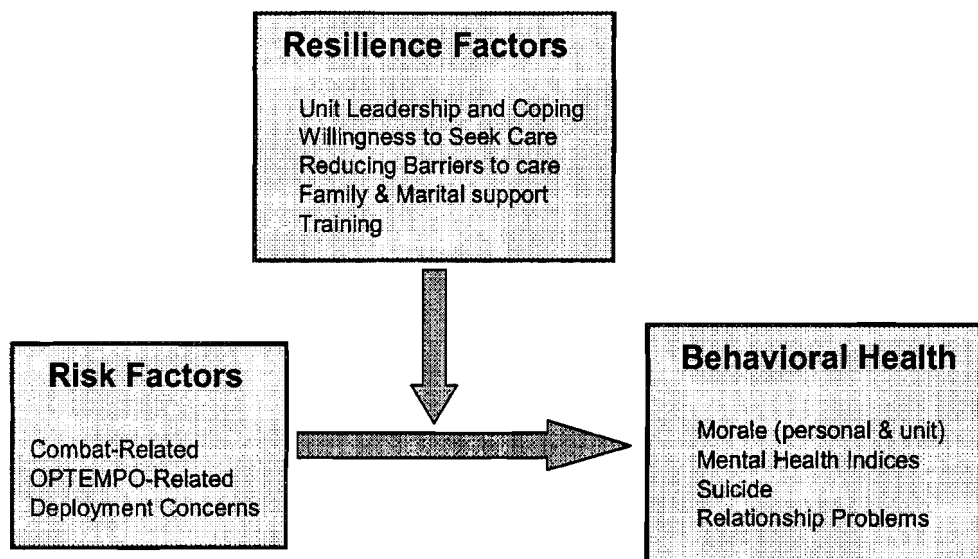 Resilience Factors
Unit Leadership and Coping
Willingness to Seek Care
Reducing Barriers to care
Family & Marital support
Training
Risk Factors
Combat-Related
OPTEMPO-Related
Deployment Concerns
Behavioral Health
Morale (personal & unit)
Mental Health Indices
Suicide
Relationship Problems